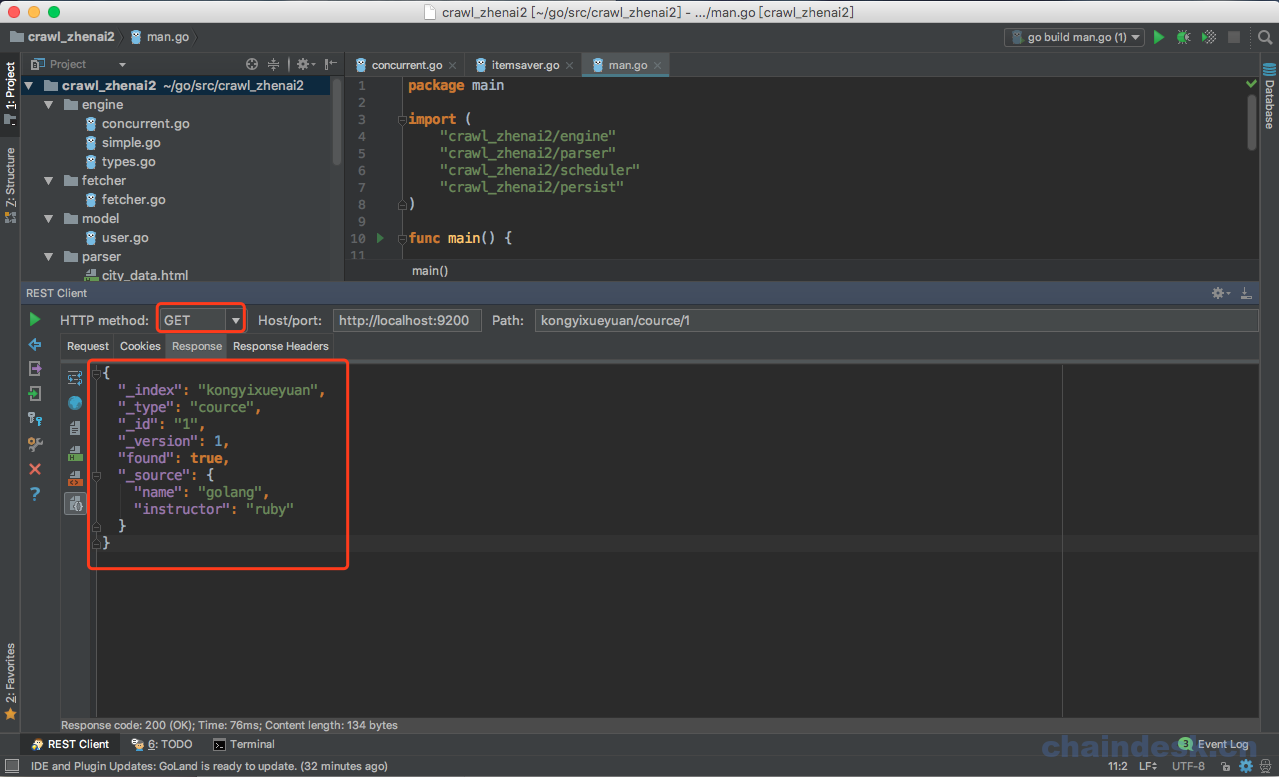 crawl_zhenai2 [~/go/src/crawl_zhenai2] - .../man.go [crawl_zhenai2]
crawl_zhenai2 man.go go build man.go (1)
Project concurrent.go itemsaver.go man.go
1: Project
7: Structure
2: Favorites
Database
crawl_zhenai2 ~/go/src/crawl_zhenai2
engine
concurrent.go
simple.go
types.go
fetcher
fetcher.go
model
user.go
parser
city_data.html
1 package main
2
3 import (
4 "crawl_zhenai2/engine"
5 "crawl_zhenai2/parser"
6 "crawl_zhenai2/scheduler"
7 "crawl_zhenai2/persist"
8 )
9
10 func main() {
11
main()
REST Client
HTTP method: GET Host/port: http://localhost:9200 Path: kongyixueyuan/cource/1
Request Cookies Response Response Headers
{
"_index": "kongyixueyuan",
"_type": "cource",
"_id": "1",
"_version": 1,
"found": true,
"_source": {
"name": "golang",
"instructor": "ruby"
}
}
Response code: 200 (OK); Time: 76ms; Content length: 134 bytes
REST Client 6: TODO Terminal 3 Event Log
chaindesk.cn
IDE and Plugin Updates: GoLand is ready to update. (32 minutes ago) 11:2 LF UTF-8